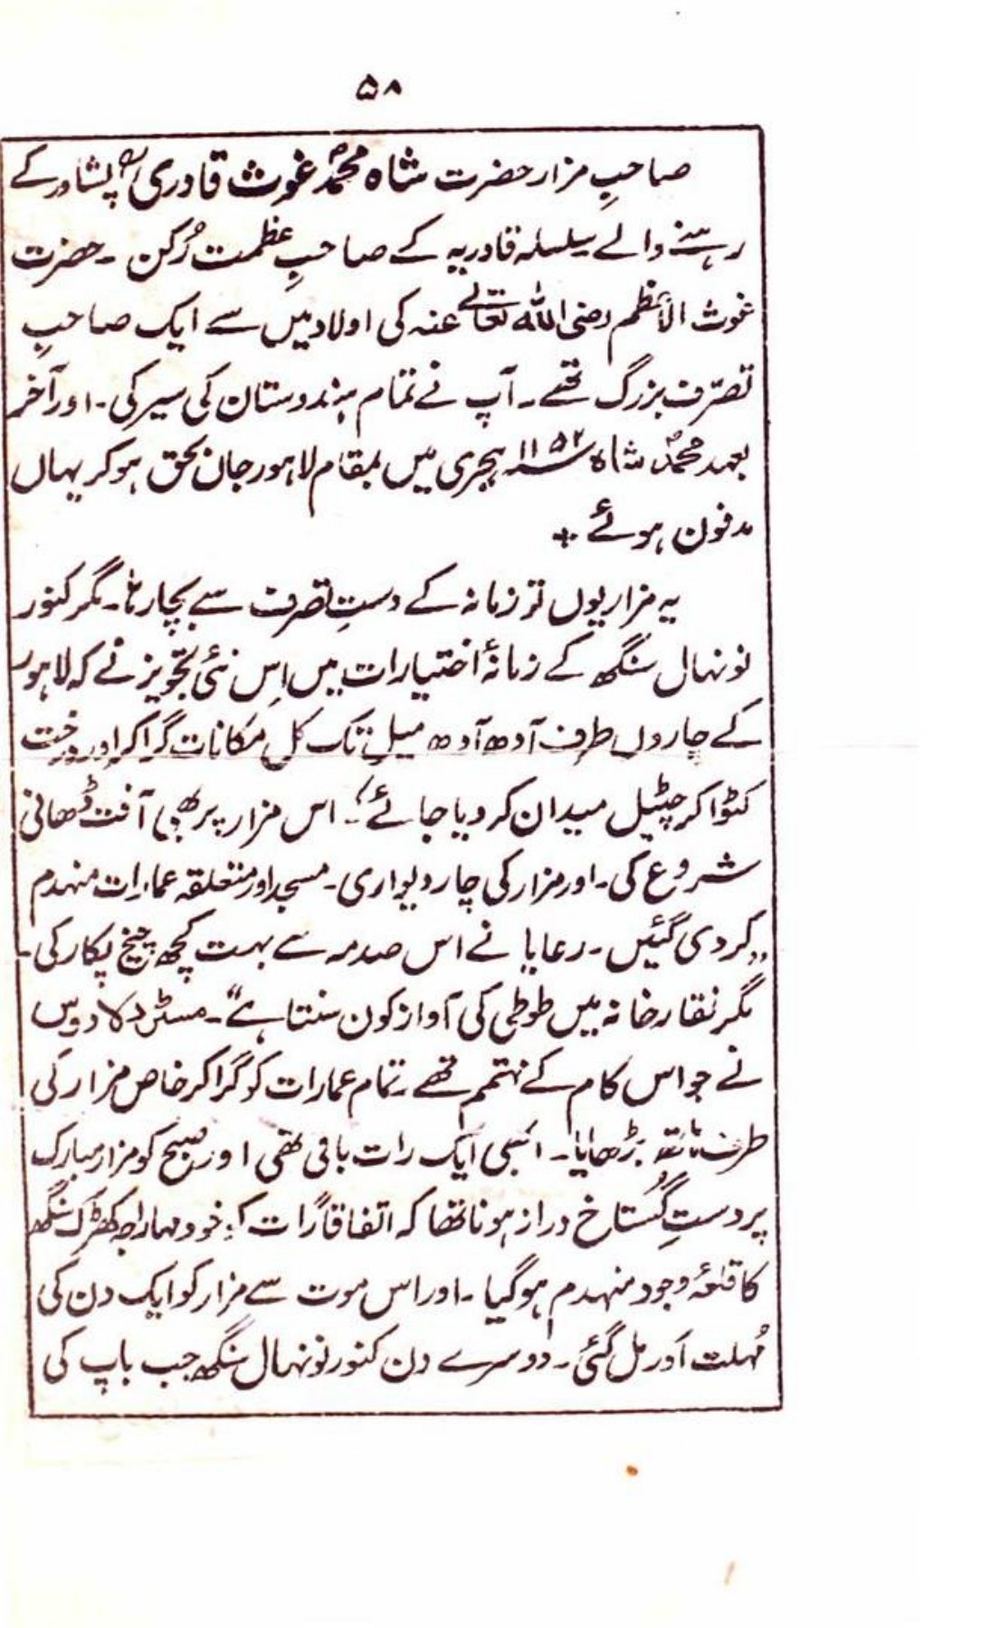 ۵۸
صاحبِ مزار حضرت شاہ محمدؐ غوث قادریؒ پشاور کے
رہنے والے سلسلہ قادریہ کے صاحبِ عظمت رُکن ۔ حضرت
غوث الاعظم رضی اللہ تعالےٰ عنہ کی اولاد میں سے ایک صاحبِ
تصرّف بزرگ تھے ۔ آپ نے تمام ہندوستان کی سیر کی ۔ اور آخر
بعہد محمدؐ شاہ ۱۱۵۲ ہجری میں بمقام لاہور جان بحق ہو کر یہاں
مدفون ہوئے +
یہ مزار یوں تو زمانہ کے دستِ تصرف سے بچا رہا ۔ مگر کنور
نونہال سنگھ کے زمانۂ اختیارات میں اِس نئی تجویز نے کہ لاہور
کے چاروں طرف آدھ آدھ میل تک کل مکانات گرا کر اور درخت
کٹوا کر چٹیل میدان کر دیا جائے ۔ اس مزار پر بھی آفت ڈھانی
شروع کی ۔ اور مزار کی چار دیواری ۔ مسجد اور متعلقہ عمارات منہدم
کر دی گئیں ۔ رعایا نے اس صدمہ سے بہت کچھ چیخ پکار کی ۔ „
مگر نقار خانہ میں طوطی کی آواز کون سنتا ہے“ ۔ مسٹر
نے جو اس کام کے مہتمم تھے ۔ تمام عمارات کو گرا کر خاص مزار کی
طرف ہاتھ بڑھایا ۔ ابھی ایک رات باقی تھی اور صبح کو مزار مبارک
پر دستِ گستاخ دراز ہونا تھا کہ اتفاقاً رات کو خود مہاراجہ کھڑک سنگھ
کا قلعۂ وجود منہدم ہو گیا ۔ اور اس موت سے مزار کو ایک دن کی
مُہلت اَور مل گئی ۔ دوسرے دن کنور نونہال سنگھ جب باپ کی